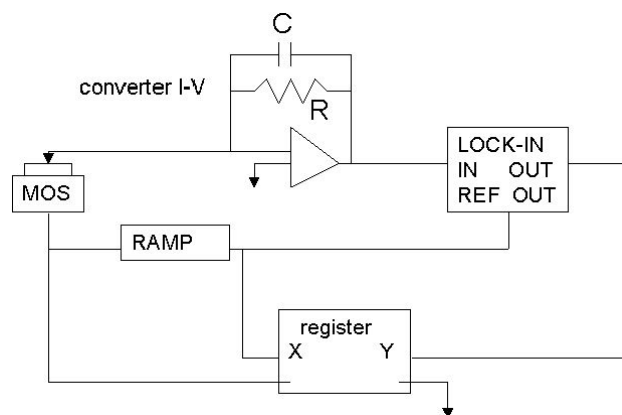 C
converter I-V
R
LOCK-IN
IN OUT
REF OUT
MOS
RAMP
register
X Y